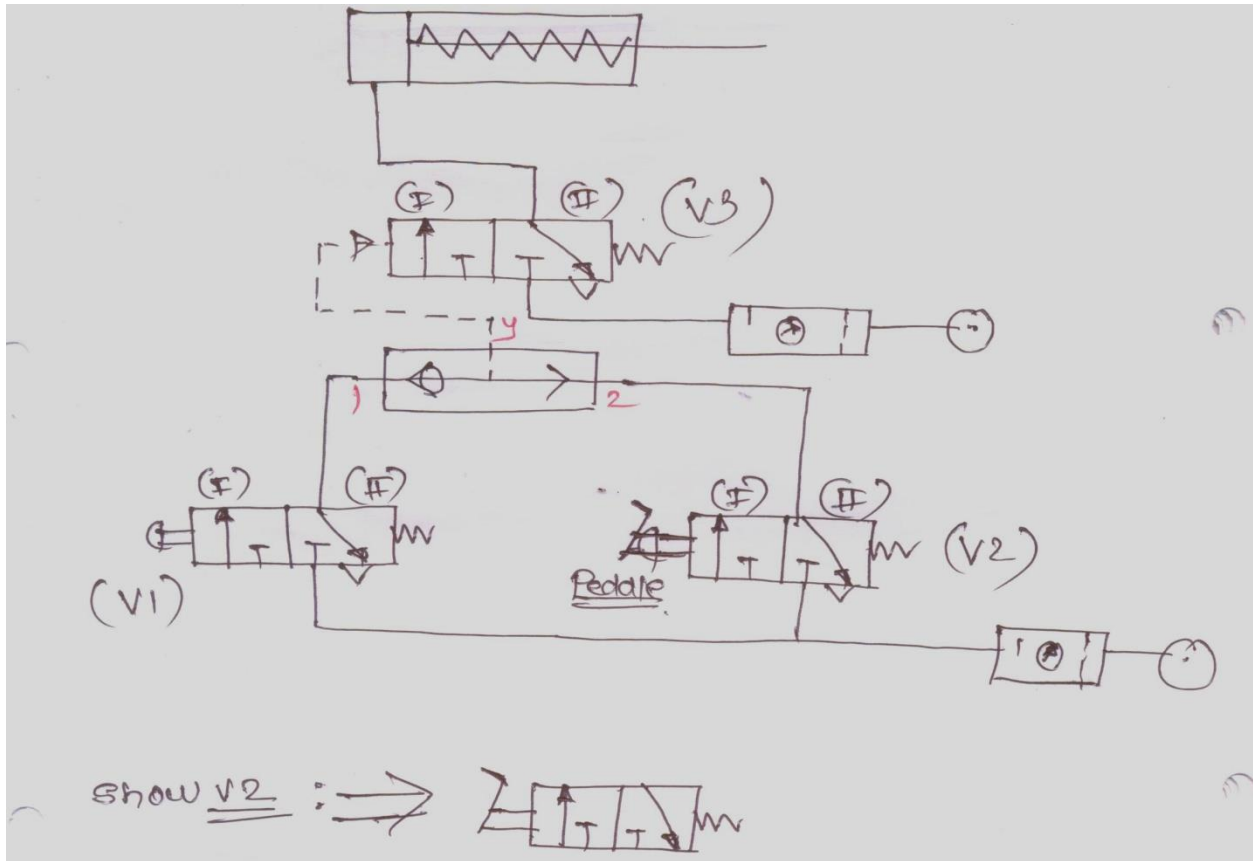 (I) (II) (V3)
y
1 2
(I) (II)
(V1)
(I) (II) (V2)
Peddle
show V2 :